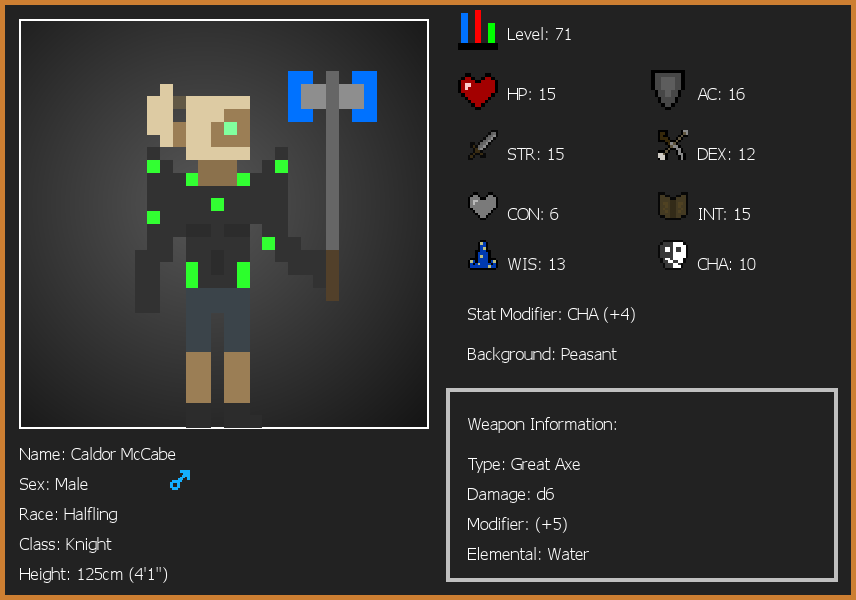 Level: 71
HP: 15
AC: 16
STR: 15
DEX: 12
CON: 6
INT: 15
WIS: 13
CHA: 10
Stat Modifier: CHA (+4)
Background: Peasant
Weapon Information:
Type: Great Axe
Damage: d6
Modifier: (+5)
Elemental: Water
Name: Caldor McCabe
Sex: Male
Race: Halfling
Class: Knight
Height: 125cm (4'1")